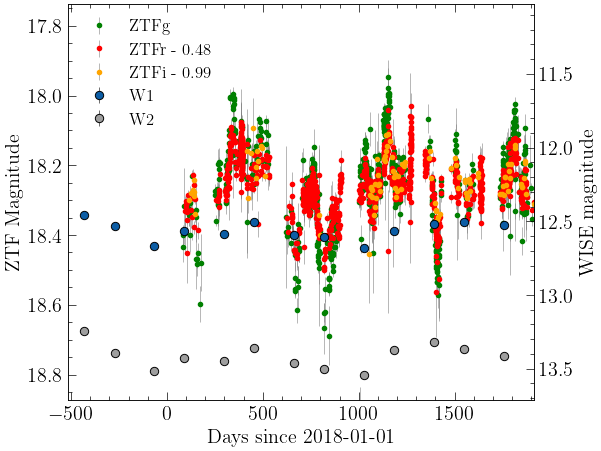 ZTFg
ZTFr - 0.48
ZTFi - 0.99
W1
W2
ZTF Magnitude
17.8
18.0
18.2
18.4
18.6
18.8
WISE magnitude
11.5
12.0
12.5
13.0
13.5
−500
0
500
1000
1500
Days since 2018-01-01